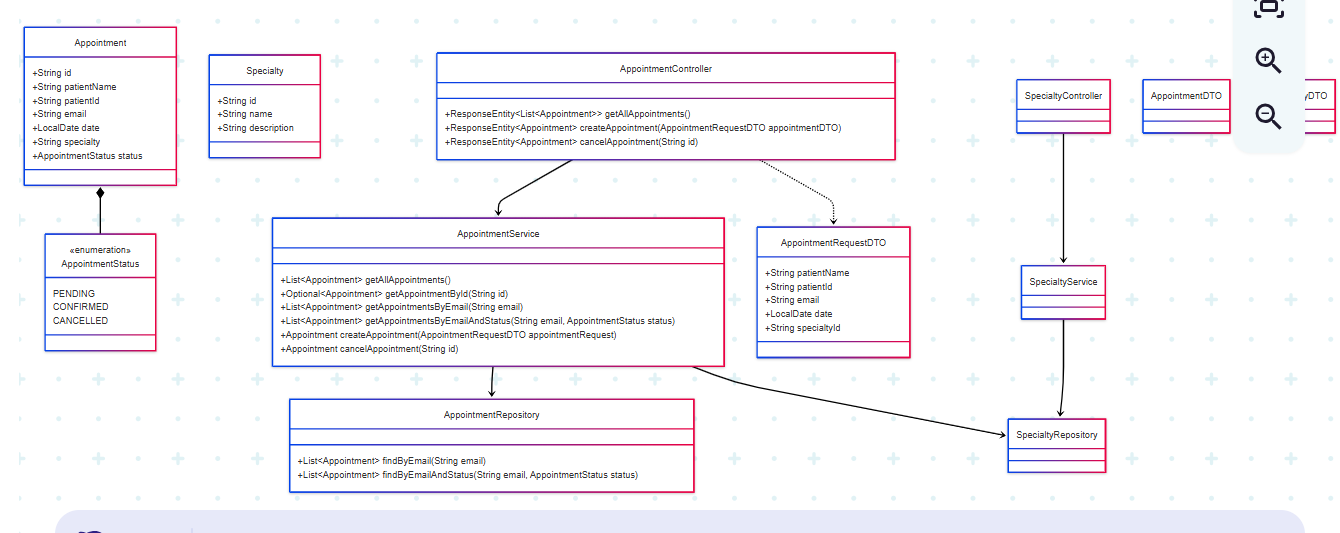 Appointment
+String id
+String patientName
+String patientId
+String email
+LocalDate date
+String specialty
+AppointmentStatus status
Specialty
+String id
+String name
+String description
AppointmentController
+ResponseEntity<List<Appointment>> getAllAppointments()
+ResponseEntity<Appointment> createAppointment(AppointmentRequestDTO appointmentDTO)
+ResponseEntity<Appointment> cancelAppointment(String id)
SpecialtyController
AppointmentDTO
yDTO
«enumeration»
AppointmentStatus
PENDING
CONFIRMED
CANCELLED
AppointmentService
+List<Appointment> getAllAppointments()
+Optional<Appointment> getAppointmentById(String id)
+List<Appointment> getAppointmentsByEmail(String email)
+List<Appointment> getAppointmentsByEmailAndStatus(String email, AppointmentStatus status)
+Appointment createAppointment(AppointmentRequestDTO appointmentRequest)
+Appointment cancelAppointment(String id)
AppointmentRequestDTO
+String patientName
+String patientId
+String email
+LocalDate date
+String specialtyId
SpecialtyService
AppointmentRepository
+List<Appointment> findByEmail(String email)
+List<Appointment> findByEmailAndStatus(String email, AppointmentStatus status)
SpecialtyRepository